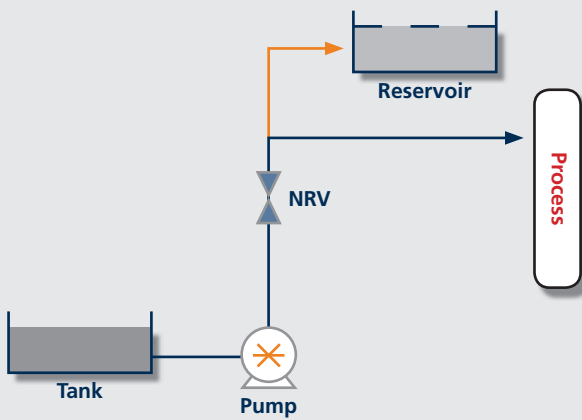 Reservoir
Process
NRV
Tank
Pump